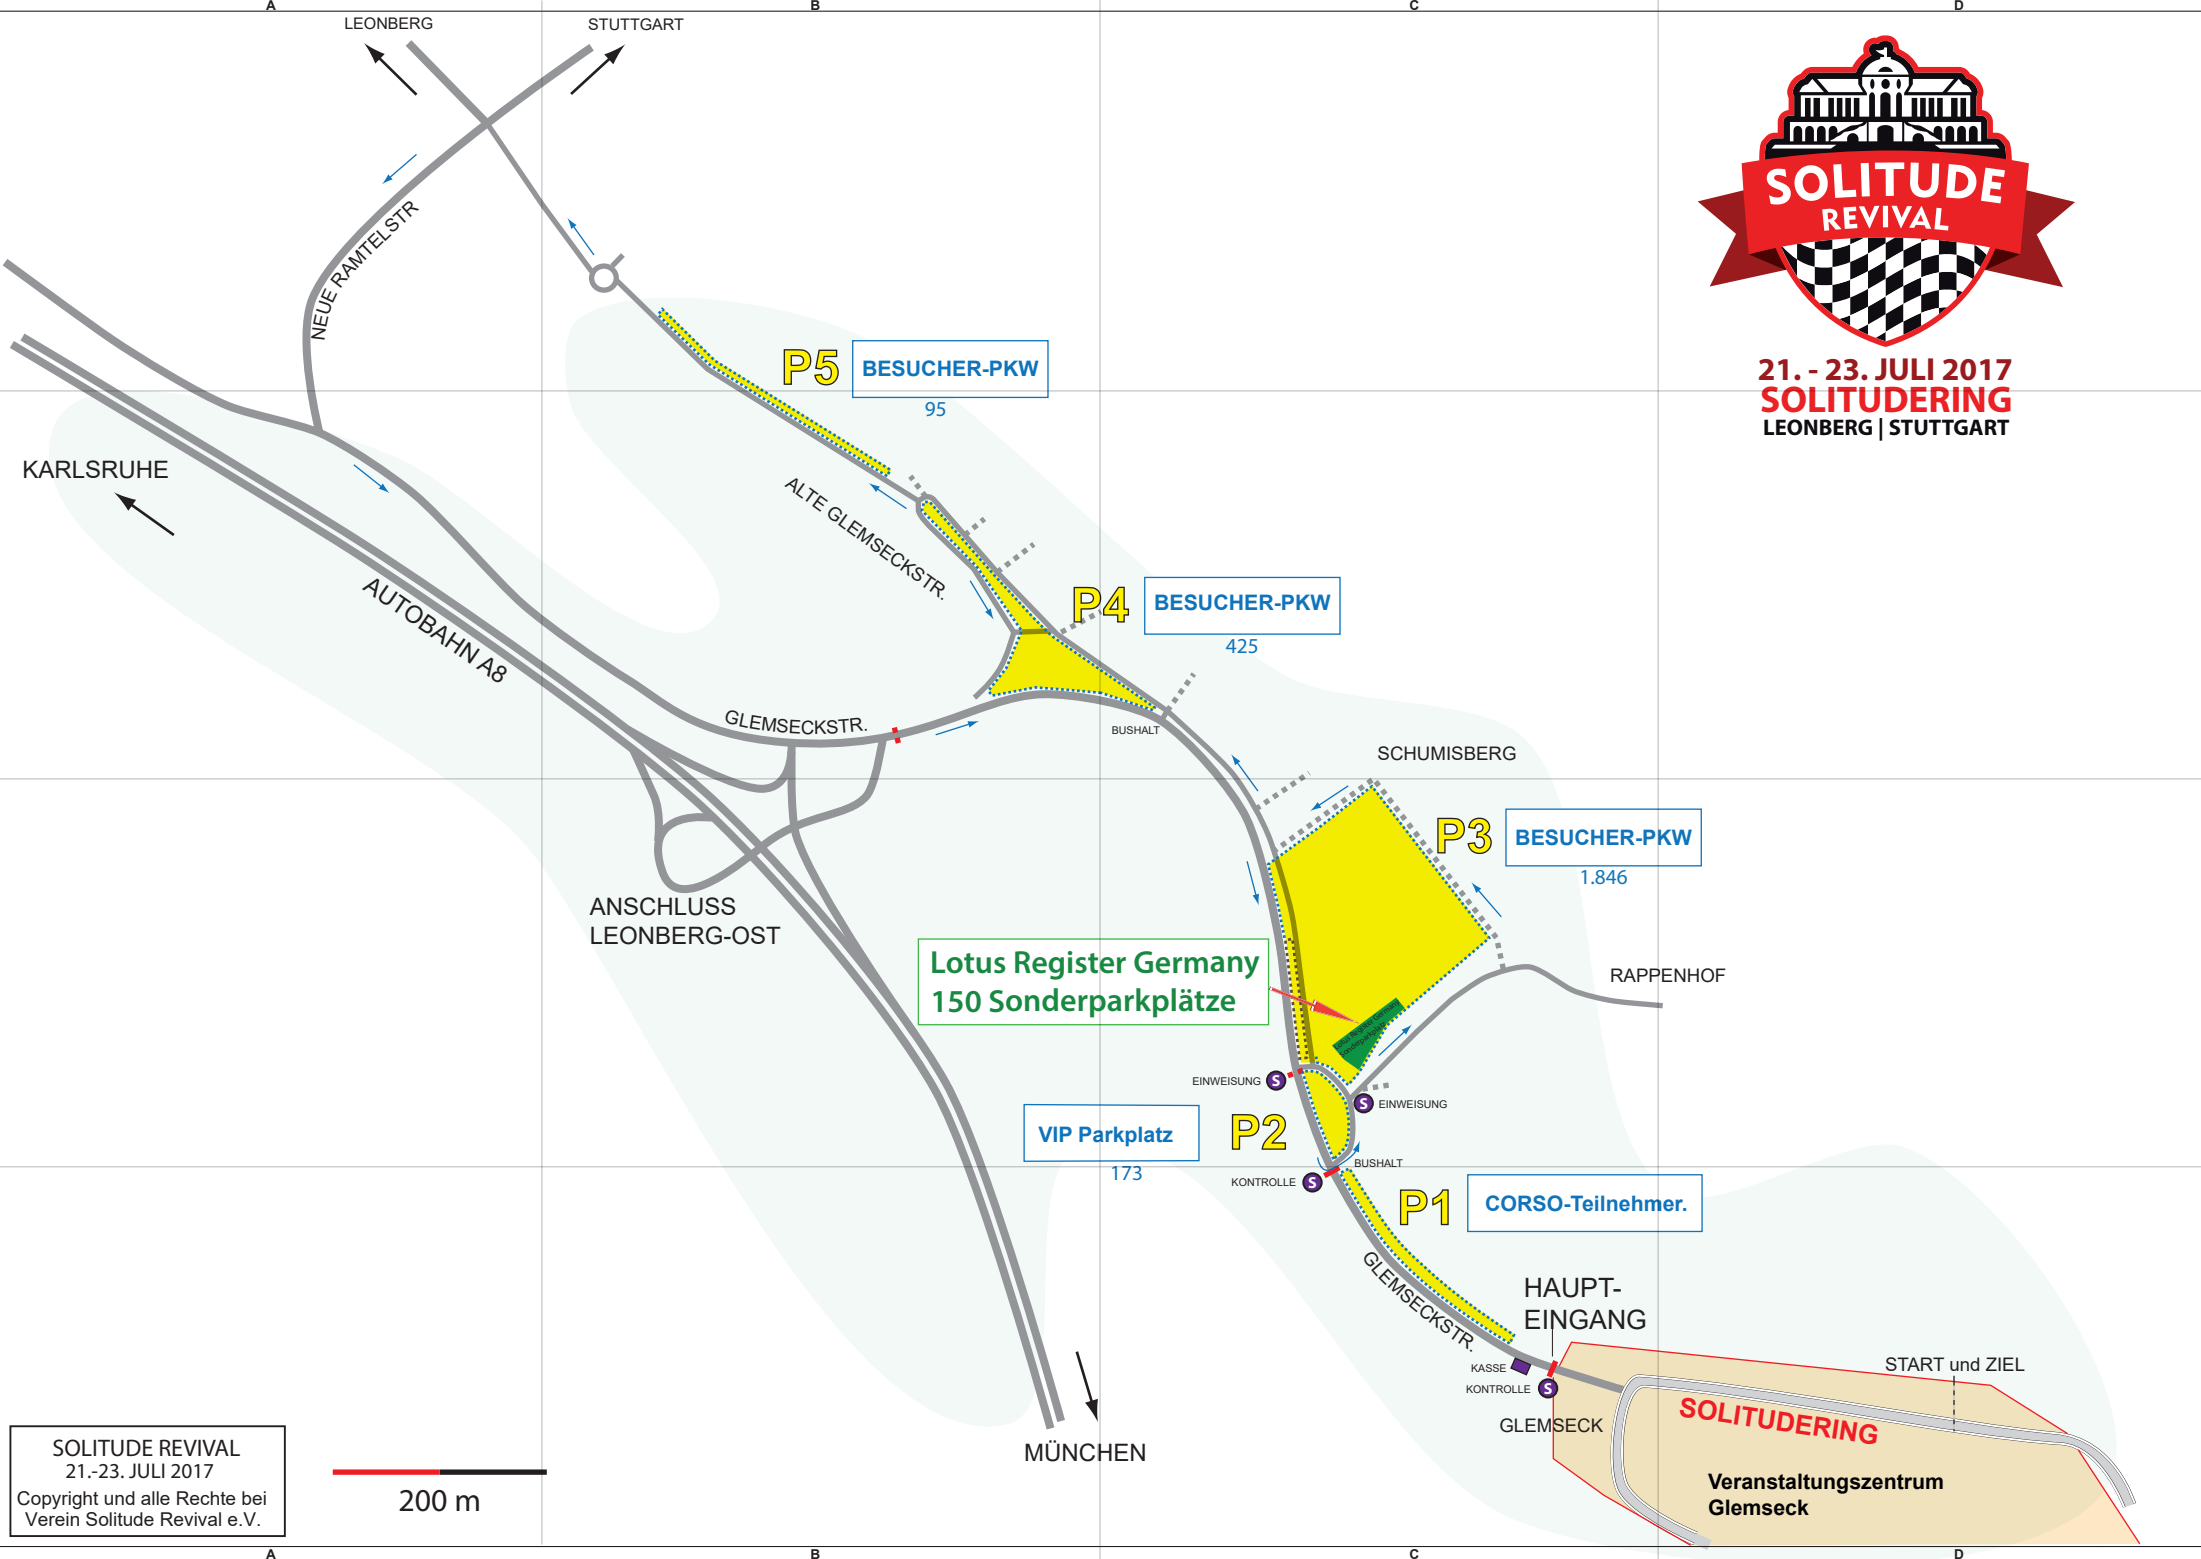 A
B
C
D
LEONBERG
STUTTGART
SOLITUDE
REVIVAL
21. - 23. JULI 2017
SOLITUDERING
LEONBERG | STUTTGART
NEUE RAMTELSTR
P5
BESUCHER-PKW
95
KARLSRUHE
ALTE GLEMSECKSTR.
AUTOBAHN A8
P4
BESUCHER-PKW
425
GLEMSECKSTR.
BUSHALT
SCHUMISBERG
P3
BESUCHER-PKW
1.846
ANSCHLUSS
LEONBERG-OST
Lotus Register Germany
150 Sonderparkplätze
RAPPENHOF
Lotus Register Germany
Sonderparkplatz
EINWEISUNG
S
S
EINWEISUNG
VIP Parkplatz
173
P2
BUSHALT
KONTROLLE
S
P1
CORSO-Teilnehmer.
GLEMSECKSTR.
HAUPT-
EINGANG
KASSE
KONTROLLE
S
START und ZIEL
GLEMSECK
SOLITUDERING
Veranstaltungszentrum
Glemseck
MÜNCHEN
SOLITUDE REVIVAL
21.-23. JULI 2017
Copyright und alle Rechte bei
Verein Solitude Revival e.V.
200 m
A
B
C
D